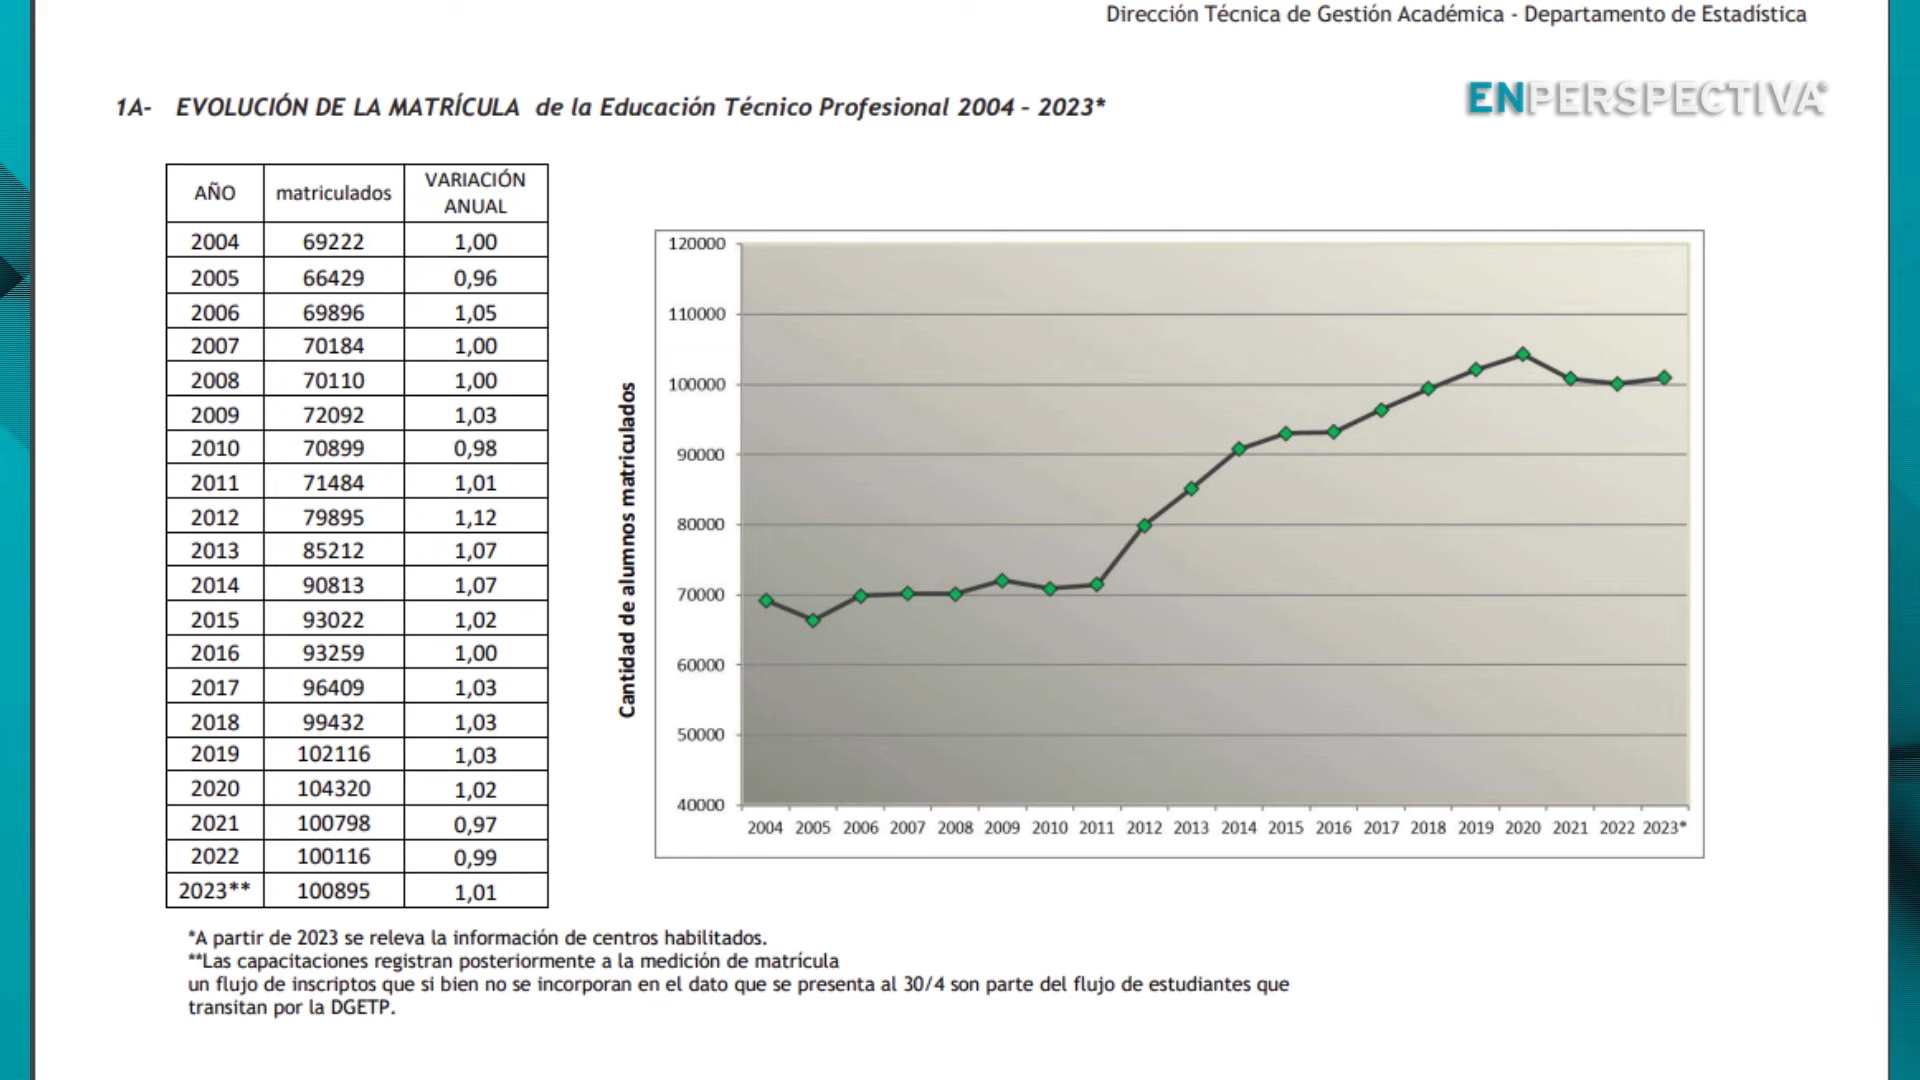 Dirección Técnica de Gestión Académica - Departamento de Estadística
ENPERSPECTIVA
1A- EVOLUCIÓN DE LA MATRÍCULA de la Educación Técnico Profesional 2004 – 2023*
AÑO matriculados VARIACIÓN ANUAL
2004 69222 1,00
2005 66429 0,96
2006 69896 1,05
2007 70184 1,00
2008 70110 1,00
2009 72092 1,03
2010 70899 0,98
2011 71484 1,01
2012 79895 1,12
2013 85212 1,07
2014 90813 1,07
2015 93022 1,02
2016 93259 1,00
2017 96409 1,03
2018 99432 1,03
2019 102116 1,03
2020 104320 1,02
2021 100798 0,97
2022 100116 0,99
2023** 100895 1,01
Cantidad de alumnos matriculados
120000
110000
100000
90000
80000
70000
60000
50000
40000
2004 2005 2006 2007 2008 2009 2010 2011 2012 2013 2014 2015 2016 2017 2018 2019 2020 2021 2022 2023*
*A partir de 2023 se releva la información de centros habilitados.
**Las capacitaciones registran posteriormente a la medición de matrícula
un flujo de inscriptos que si bien no se incorporan en el dato que se presenta al 30/4 son parte del flujo de estudiantes que
transitan por la DGETP.